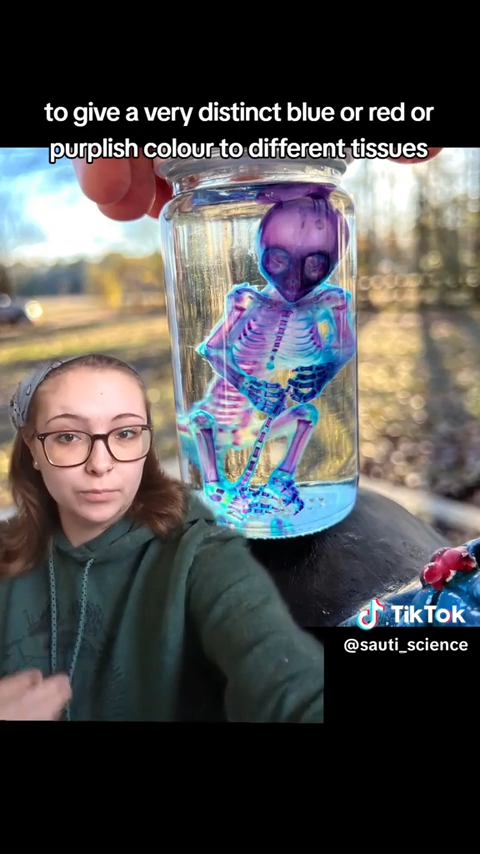 to give a very distinct blue or red or
purplish colour to different tissues
TikTok
@sauti_science